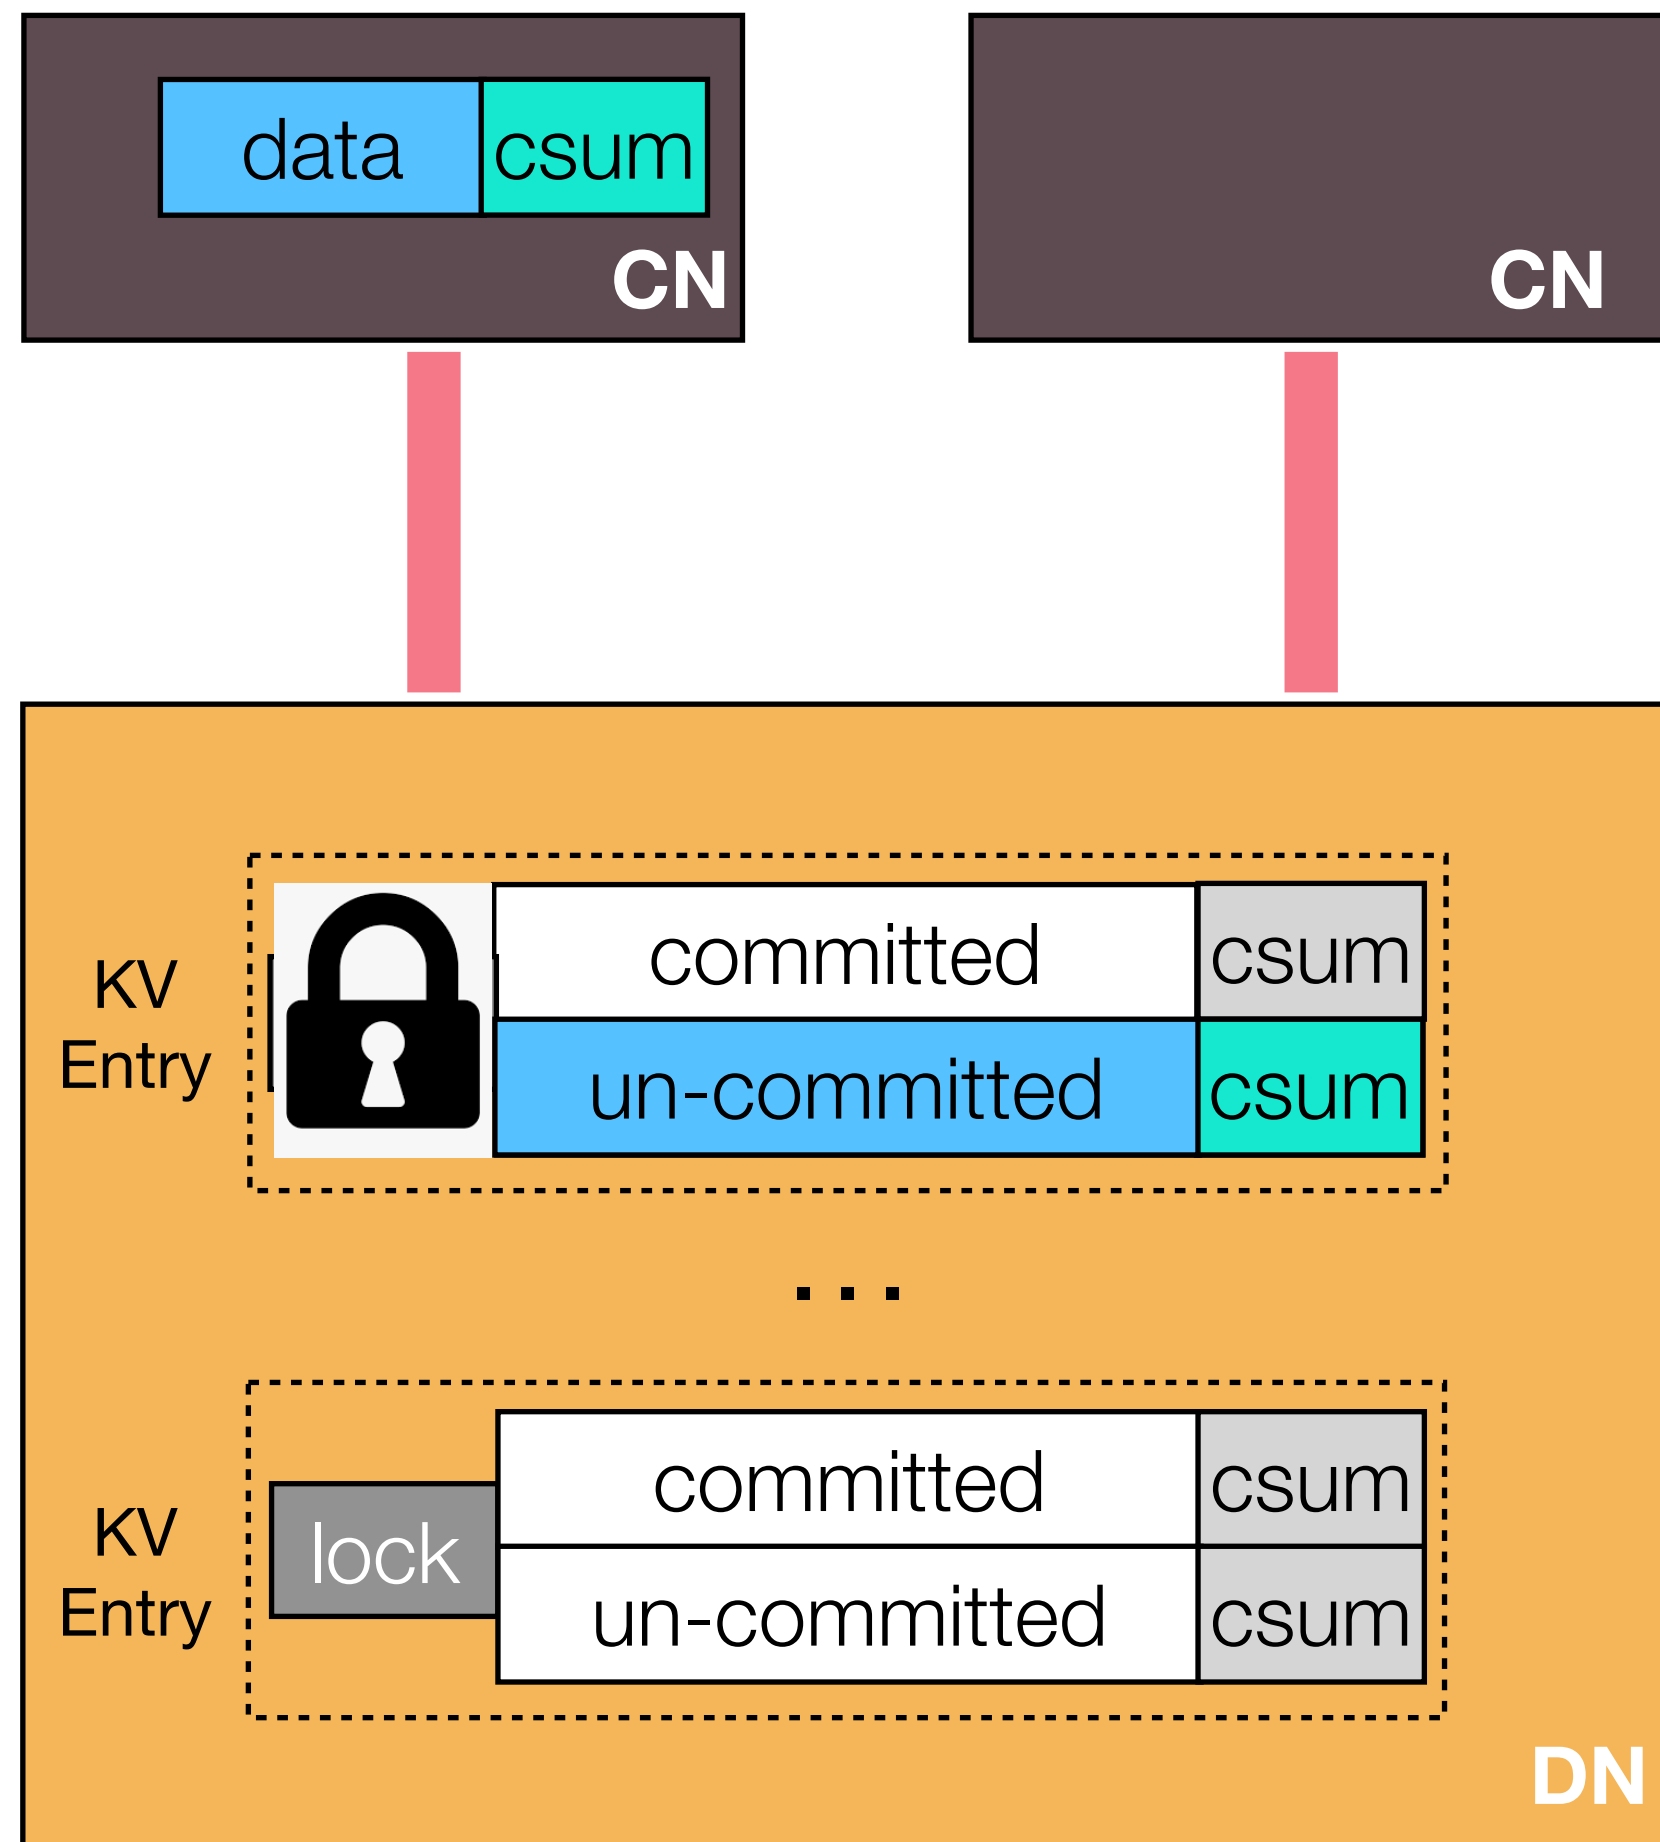 data csum
CN
CN
KV
Entry
committed csum
un-committed csum
...
KV
Entry
lock
committed csum
un-committed csum
DN